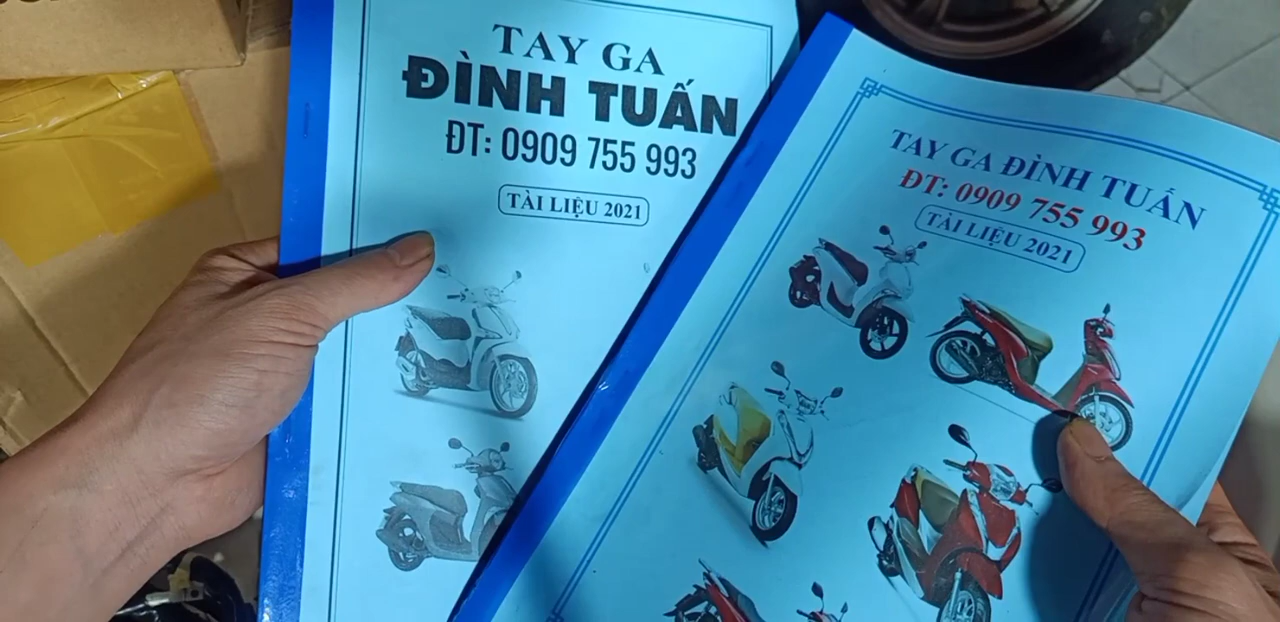 TAY GA
ĐÌNH TUẤN
ĐT: 0909 755 993
TÀI LIỆU 2021
TAY GA ĐÌNH TUẤN
ĐT: 0909 755 993
TÀI LIỆU 2021